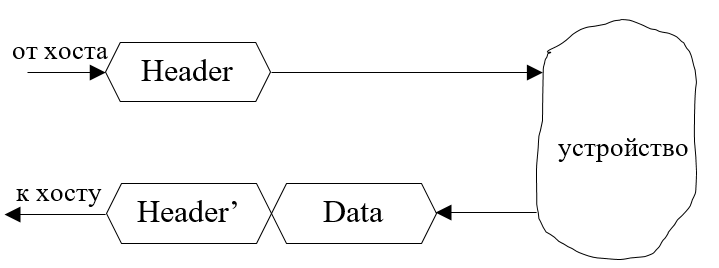 от хоста
Header
устройство
к хосту
Header’
Data